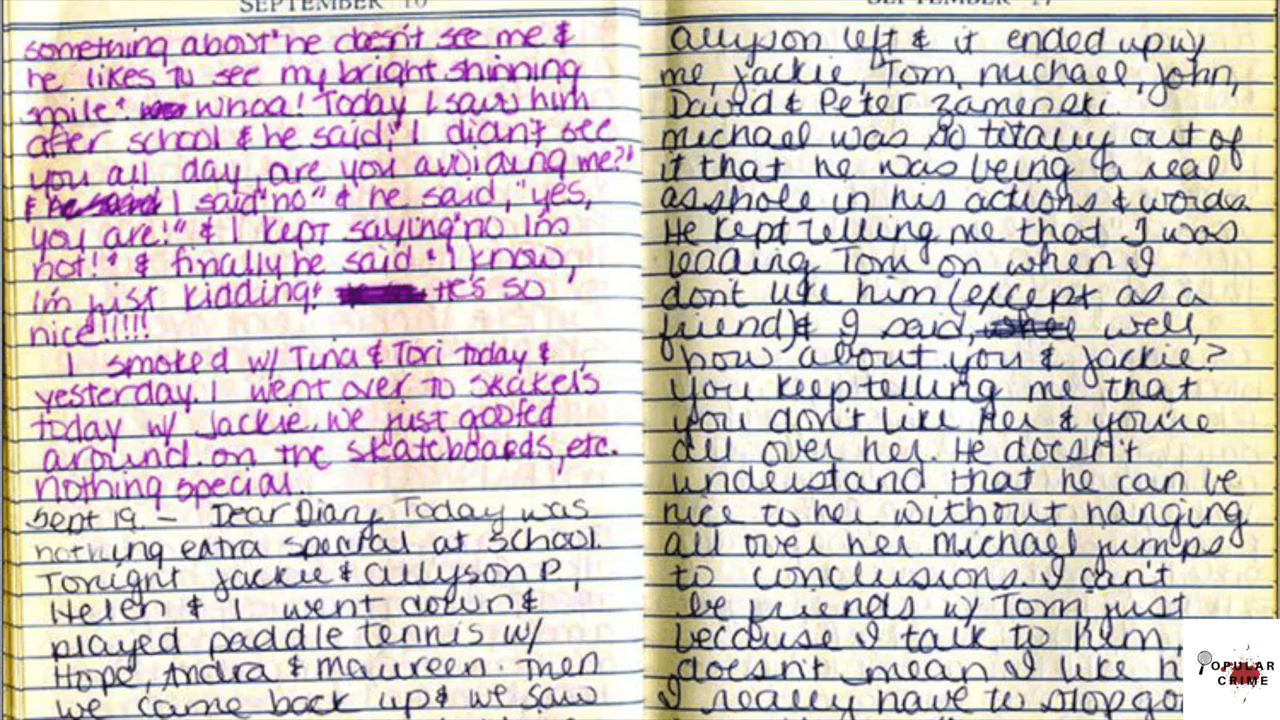 SEPTEMBER 16
something about "he doesn't see me &
he likes to see my bright shinning
smile". whoa! Today I saw him
after school & he said," I didn't see
you all day, are you avoiding me?"
& he said I said "no" & he said, "yes,
you are!" & I kept saying "no I'm
not!" & finally he said "I know,
I'm just kidding! He's so
nice!!!!!
I smoked w/ Tina & Tori today &
yesterday. I went over to Skakels
today w/ Jackie. we just goofed
around on the skateboards, etc.
nothing special.
Sept 19. – Dear Diary, Today was
nothing extra special at school.
Tonight Jackie & Allyson P,
Helen & I went down &
played paddle tennis w/
Hope, Andra & Maureen. Then
we came back up & we saw
SEPTEMBER 17
allyson left & it ended up w/
me, Jackie, Tom, michael, John,
David & Peter Zamenski.
michael was so totally out of
it that he was being a real
asshole in his actions & words.
He kept telling me that I was
leading Tom on when I
don't like him (except as a
friend) & I said, well,
how about you & Jackie?
You keep telling me that
you don't like her & you're
all over her. He doesn't
understand that he can be
nice to her without hanging
all over her. Michael jumps
to conclusions. I can't
be friends w/ Tom just
because I talk to him,
doesn't mean I like h
I really have to stop go
POPULAR
CRIME